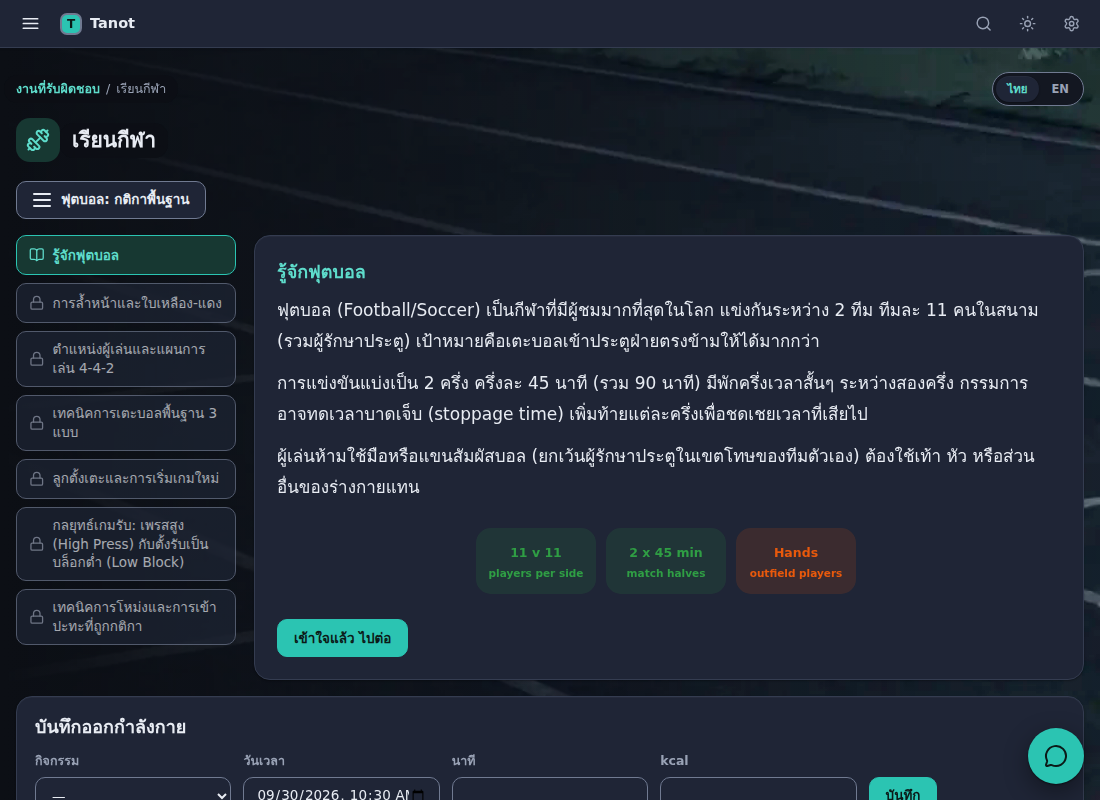 T Tanot
งานที่รับผิดชอบ / เรียนกีฬา
ไทย EN
เรียนกีฬา
ฟุตบอล: กติกาพื้นฐาน
รู้จักฟุตบอล
การล้ำหน้าและใบเหลือง-แดง
ตำแหน่งผู้เล่นและแผนการ
เล่น 4-4-2
เทคนิคการเตะบอลพื้นฐาน 3
แบบ
ลูกตั้งเตะและการเริ่มเกมใหม่
กลยุทธ์เกมรับ: เพรสสูง
(High Press) กับตั้งรับเป็น
บล็อกต่ำ (Low Block)
เทคนิคการโหม่งและการเข้า
ปะทะที่ถูกกติกา
รู้จักฟุตบอล
ฟุตบอล (Football/Soccer) เป็นกีฬาที่มีผู้ชมมากที่สุดในโลก แข่งกันระหว่าง 2 ทีม ทีมละ 11 คนในสนาม
(รวมผู้รักษาประตู) เป้าหมายคือเตะบอลเข้าประตูฝ่ายตรงข้ามให้ได้มากกว่า
การแข่งขันแบ่งเป็น 2 ครึ่ง ครึ่งละ 45 นาที (รวม 90 นาที) มีพักครึ่งเวลาสั้นๆ ระหว่างสองครึ่ง กรรมการ
อาจทดเวลาบาดเจ็บ (stoppage time) เพิ่มท้ายแต่ละครึ่งเพื่อชดเชยเวลาที่เสียไป
ผู้เล่นห้ามใช้มือหรือแขนสัมผัสบอล (ยกเว้นผู้รักษาประตูในเขตโทษของทีมตัวเอง) ต้องใช้เท้า หัว หรือส่วน
อื่นของร่างกายแทน
11 v 11
players per side
2 x 45 min
match halves
Hands
outfield players
เข้าใจแล้ว ไปต่อ
บันทึกออกกำลังกาย
กิจกรรม วันเวลา นาที kcal
— 09/30/2026, 10:30 AM บันทึก